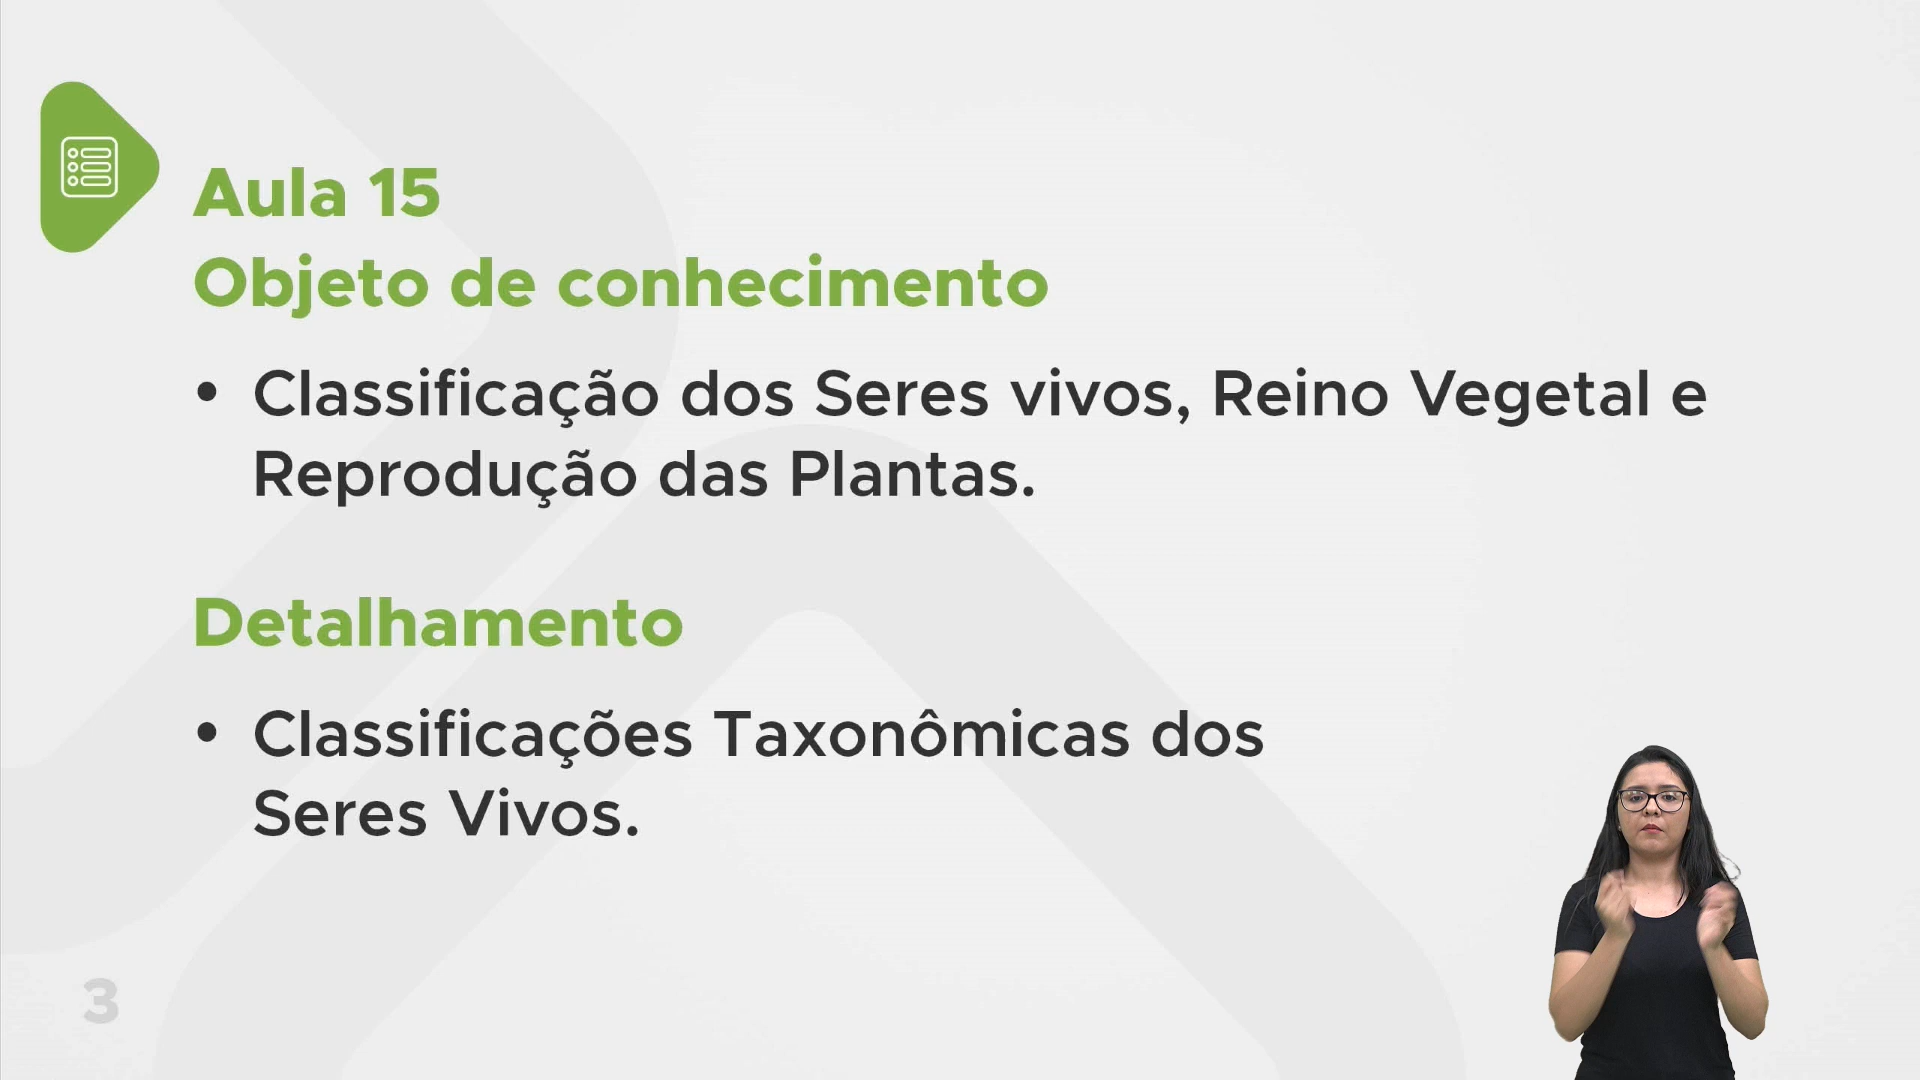 Aula 15
Objeto de conhecimento
• Classificação dos Seres vivos, Reino Vegetal e
Reprodução das Plantas.
Detalhamento
• Classificações Taxonômicas dos
Seres Vivos.
3